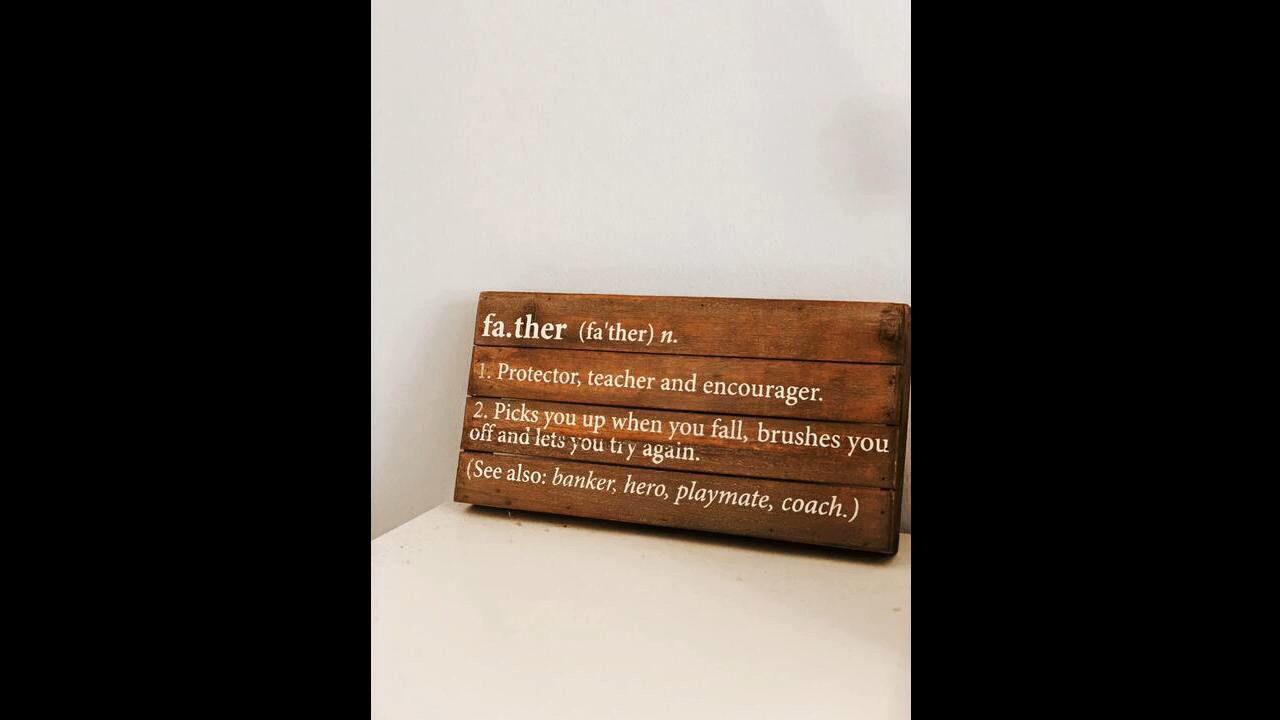 fa.ther (fa'ther) n.
1. Protector, teacher and encourager.
2. Picks you up when you fall, brushes you
off and lets you try again.
(See also: banker, hero, playmate, coach.)